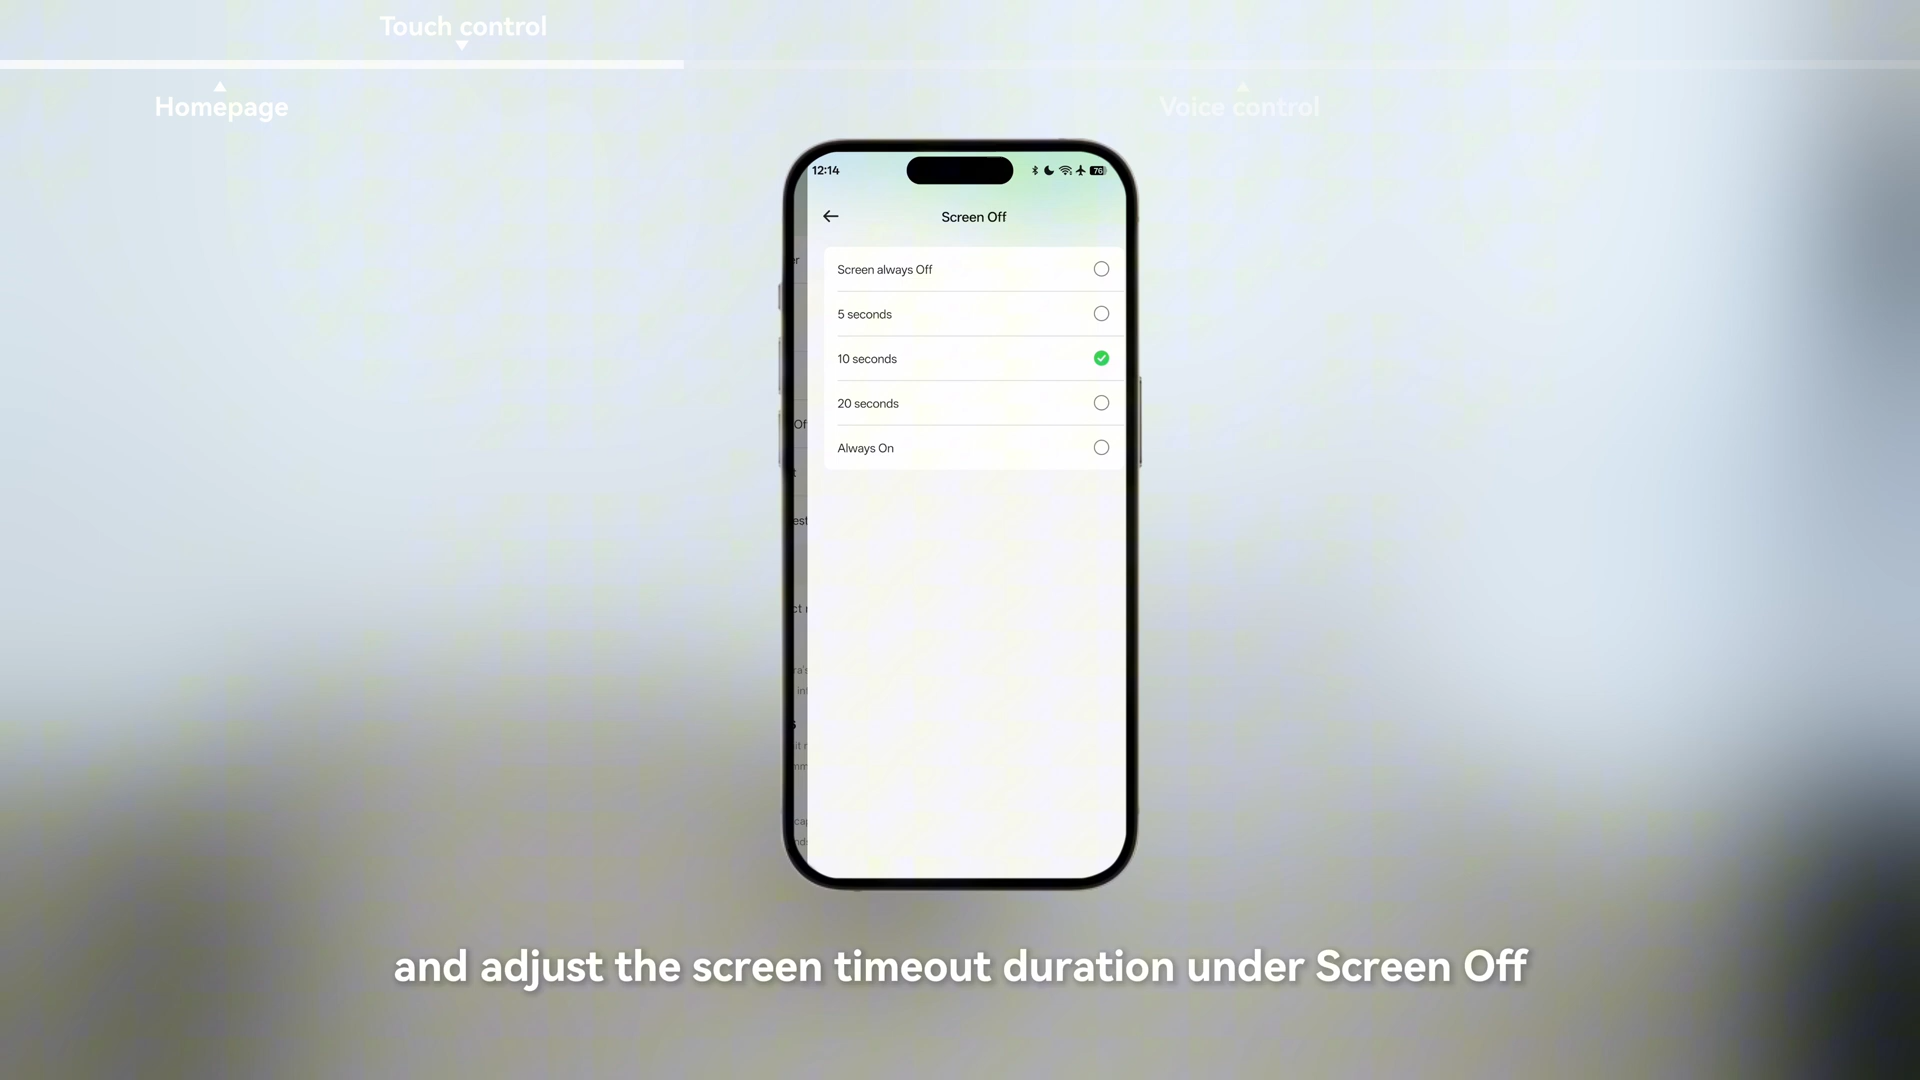 Touch control
Homepage
Voice control
12:14
76
Screen Off
Screen always Off
5 seconds
10 seconds
20 seconds
Always On
and adjust the screen timeout duration under Screen Off